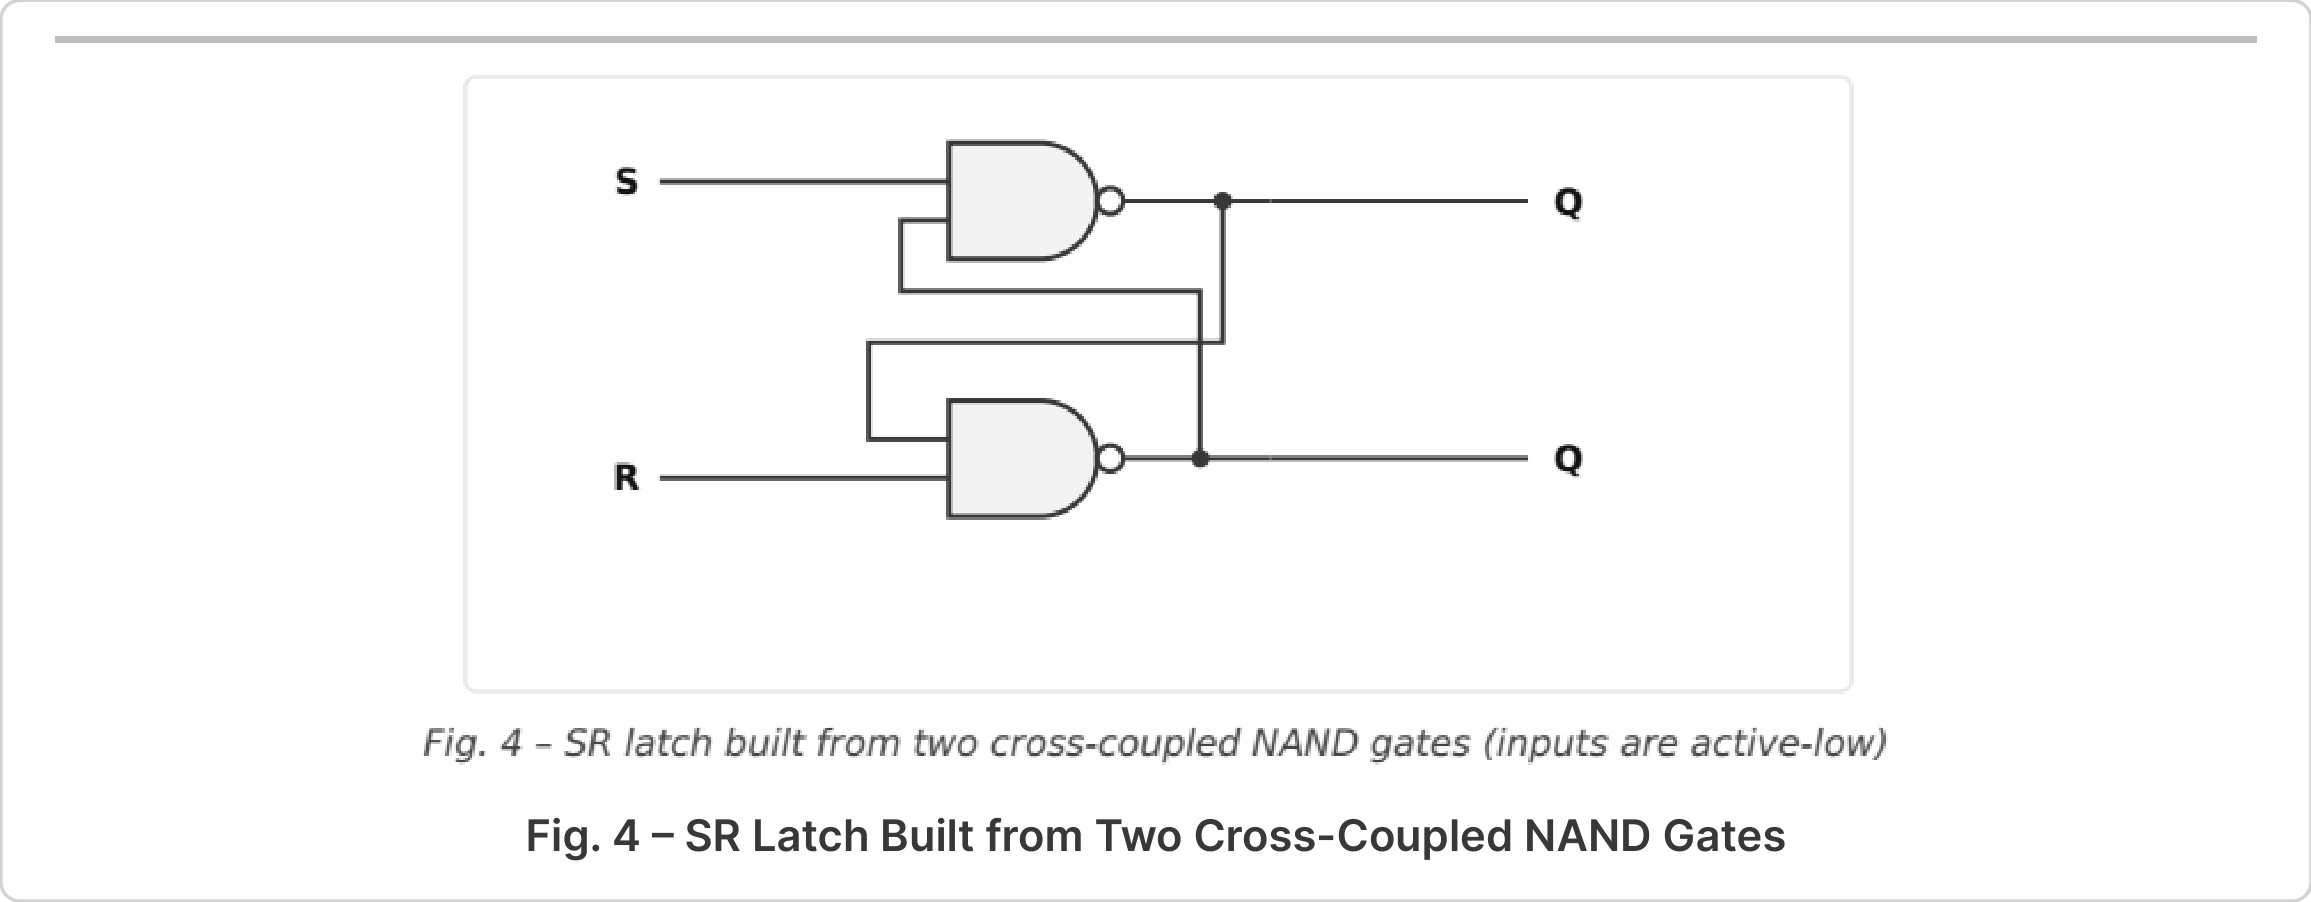 S
Q
R
Q
Fig. 4 – SR latch built from two cross-coupled NAND gates (inputs are active-low)
Fig. 4 – SR Latch Built from Two Cross-Coupled NAND Gates